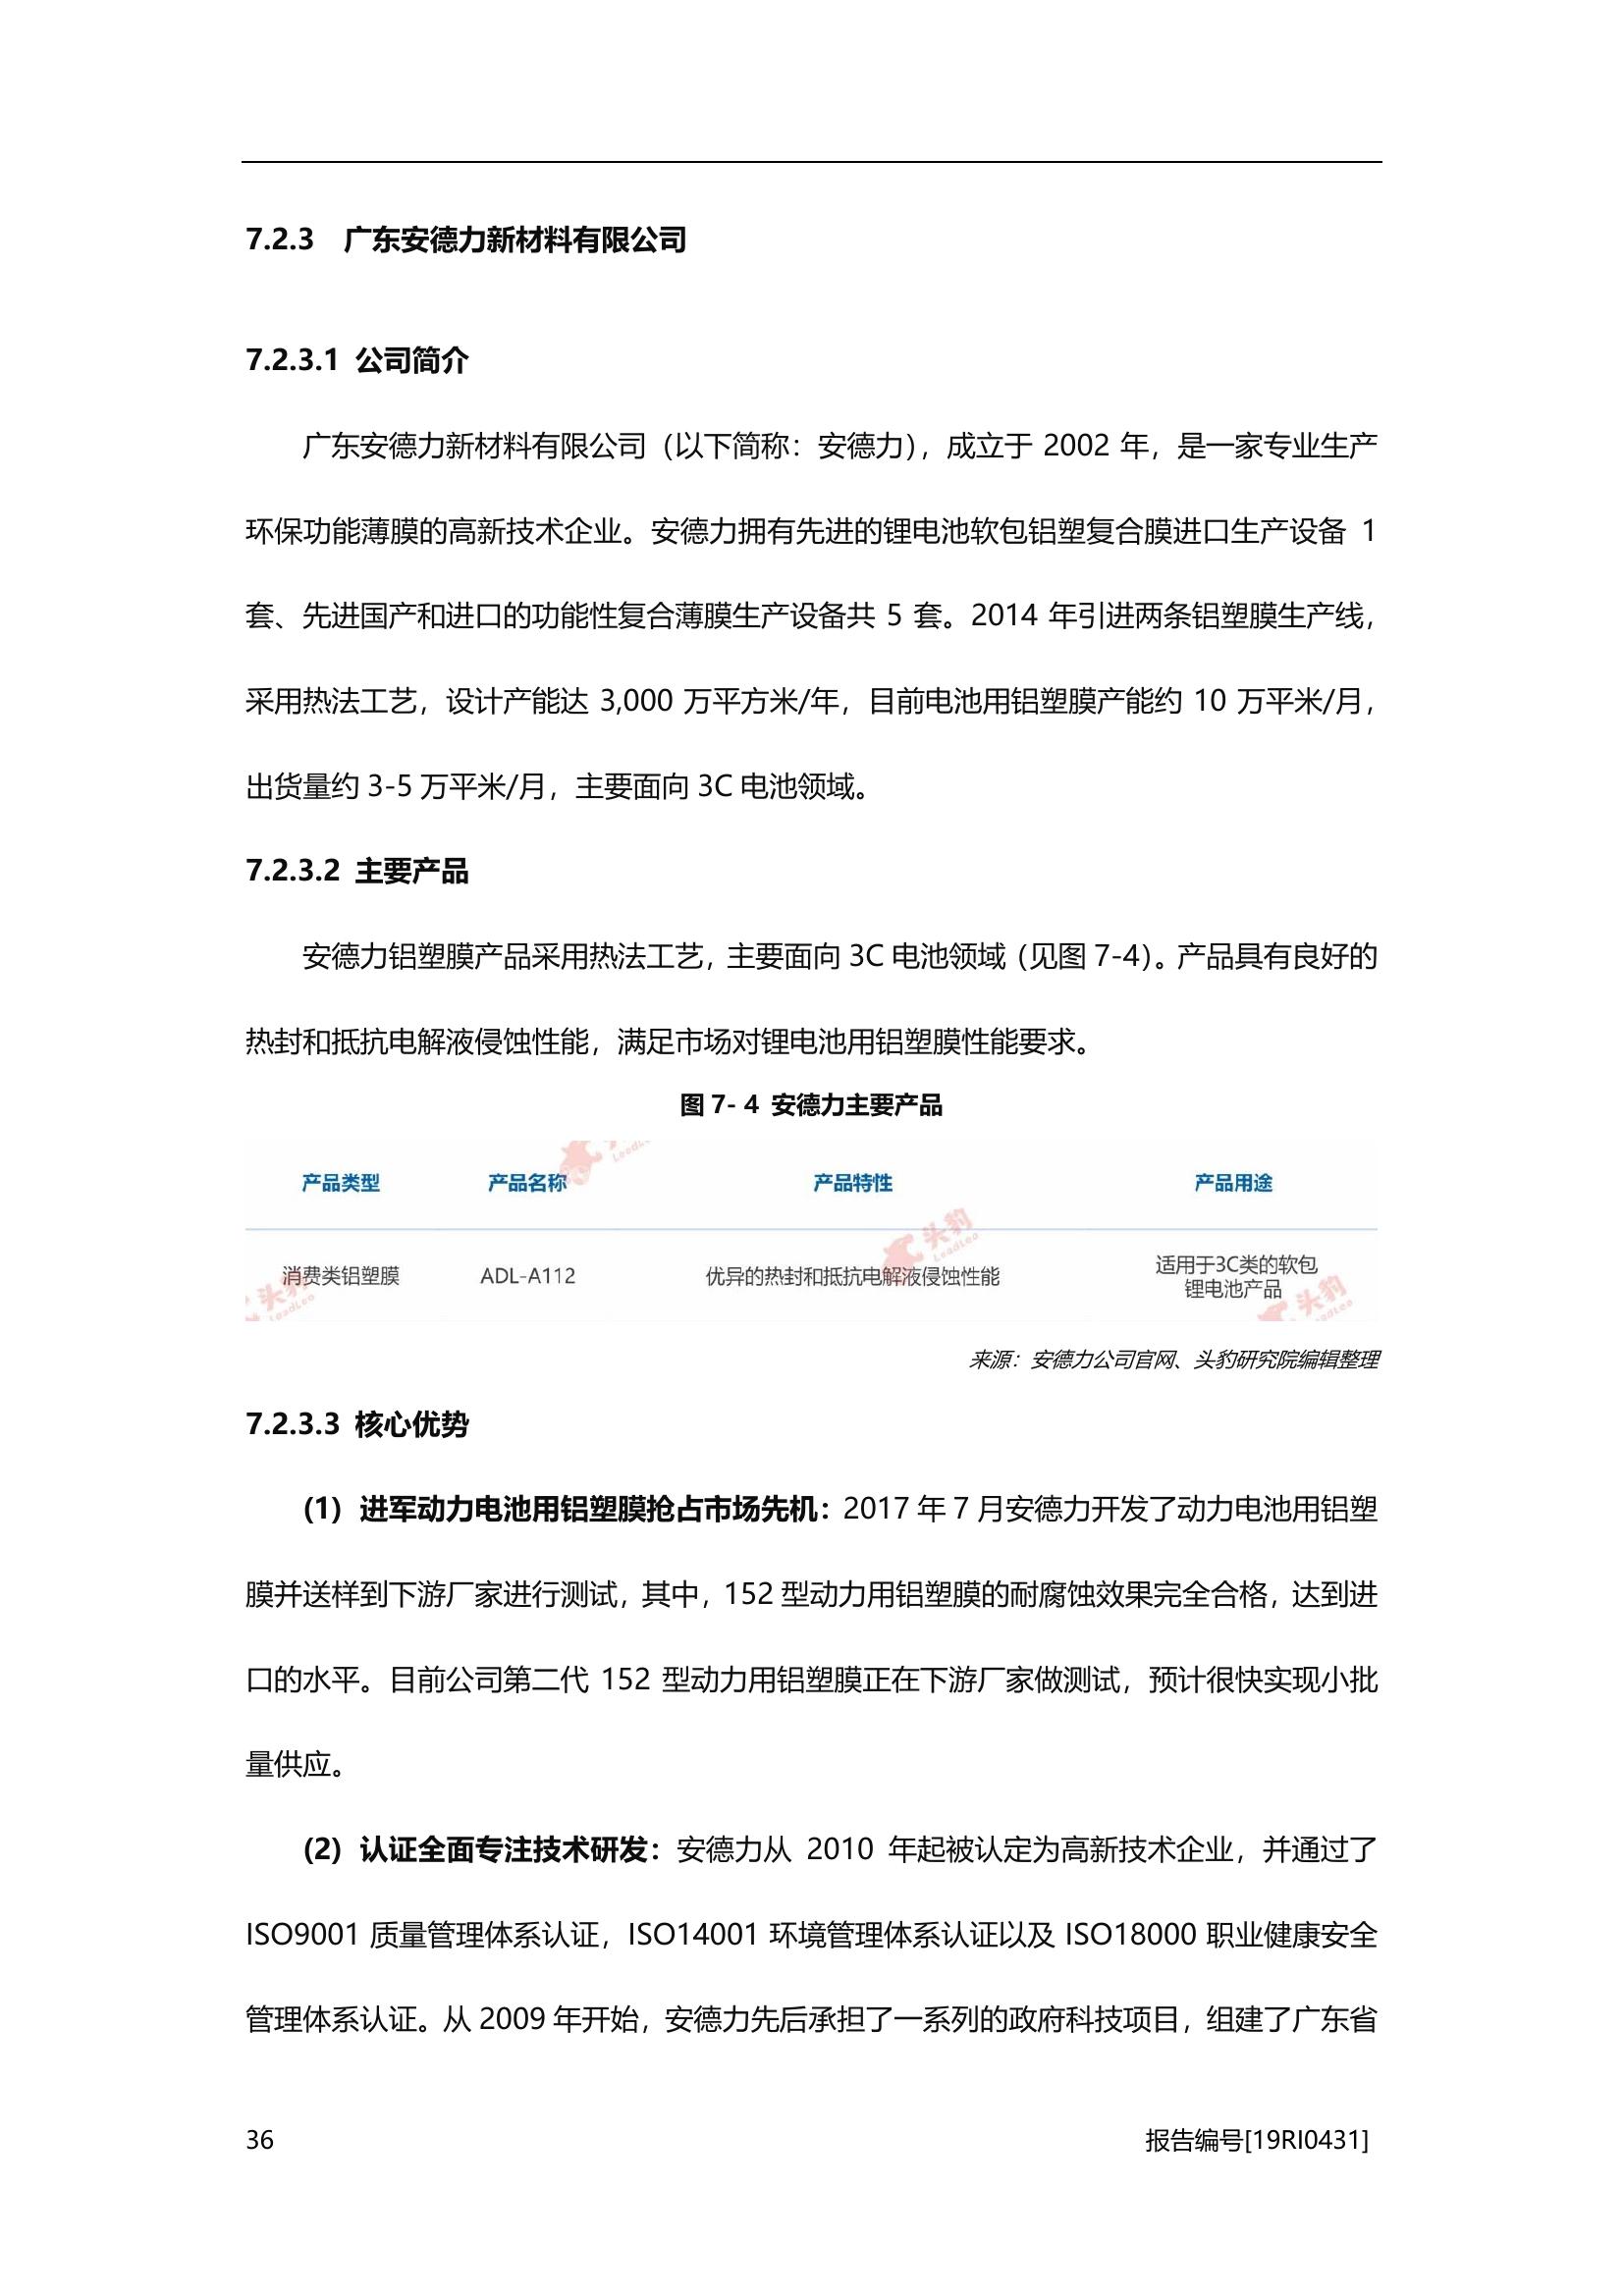 7.2.3 广东安德力新材料有限公司
7.2.3.1 公司简介
广东安德力新材料有限公司（以下简称：安德力），成立于 2002 年，是一家专业生产
环保功能薄膜的高新技术企业。安德力拥有先进的锂电池软包铝塑复合膜进口生产设备 1
套、先进国产和进口的功能性复合薄膜生产设备共 5 套。2014 年引进两条铝塑膜生产线，
采用热法工艺，设计产能达 3,000 万平方米/年，目前电池用铝塑膜产能约 10 万平米/月，
出货量约 3-5 万平米/月，主要面向 3C 电池领域。
7.2.3.2 主要产品
安德力铝塑膜产品采用热法工艺，主要面向 3C 电池领域（见图 7-4）。产品具有良好的
热封和抵抗电解液侵蚀性能，满足市场对锂电池用铝塑膜性能要求。
图 7- 4 安德力主要产品
产品类型 产品名称 产品特性 产品用途
消费类铝塑膜 ADL-A112 优异的热封和抵抗电解液侵蚀性能 适用于3C类的软包
锂电池产品
头豹
LeadLeo
头豹
LeadLeo
头豹
LeadLeo
来源：安德力公司官网、头豹研究院编辑整理
7.2.3.3 核心优势
(1) 进军动力电池用铝塑膜抢占市场先机：2017 年 7 月安德力开发了动力电池用铝塑
膜并送样到下游厂家进行测试，其中，152 型动力用铝塑膜的耐腐蚀效果完全合格，达到进
口的水平。目前公司第二代 152 型动力用铝塑膜正在下游厂家做测试，预计很快实现小批
量供应。
(2) 认证全面专注技术研发：安德力从 2010 年起被认定为高新技术企业，并通过了
ISO9001 质量管理体系认证，ISO14001 环境管理体系认证以及 ISO18000 职业健康安全
管理体系认证。从 2009 年开始，安德力先后承担了一系列的政府科技项目，组建了广东省
36 报告编号[19RI0431]